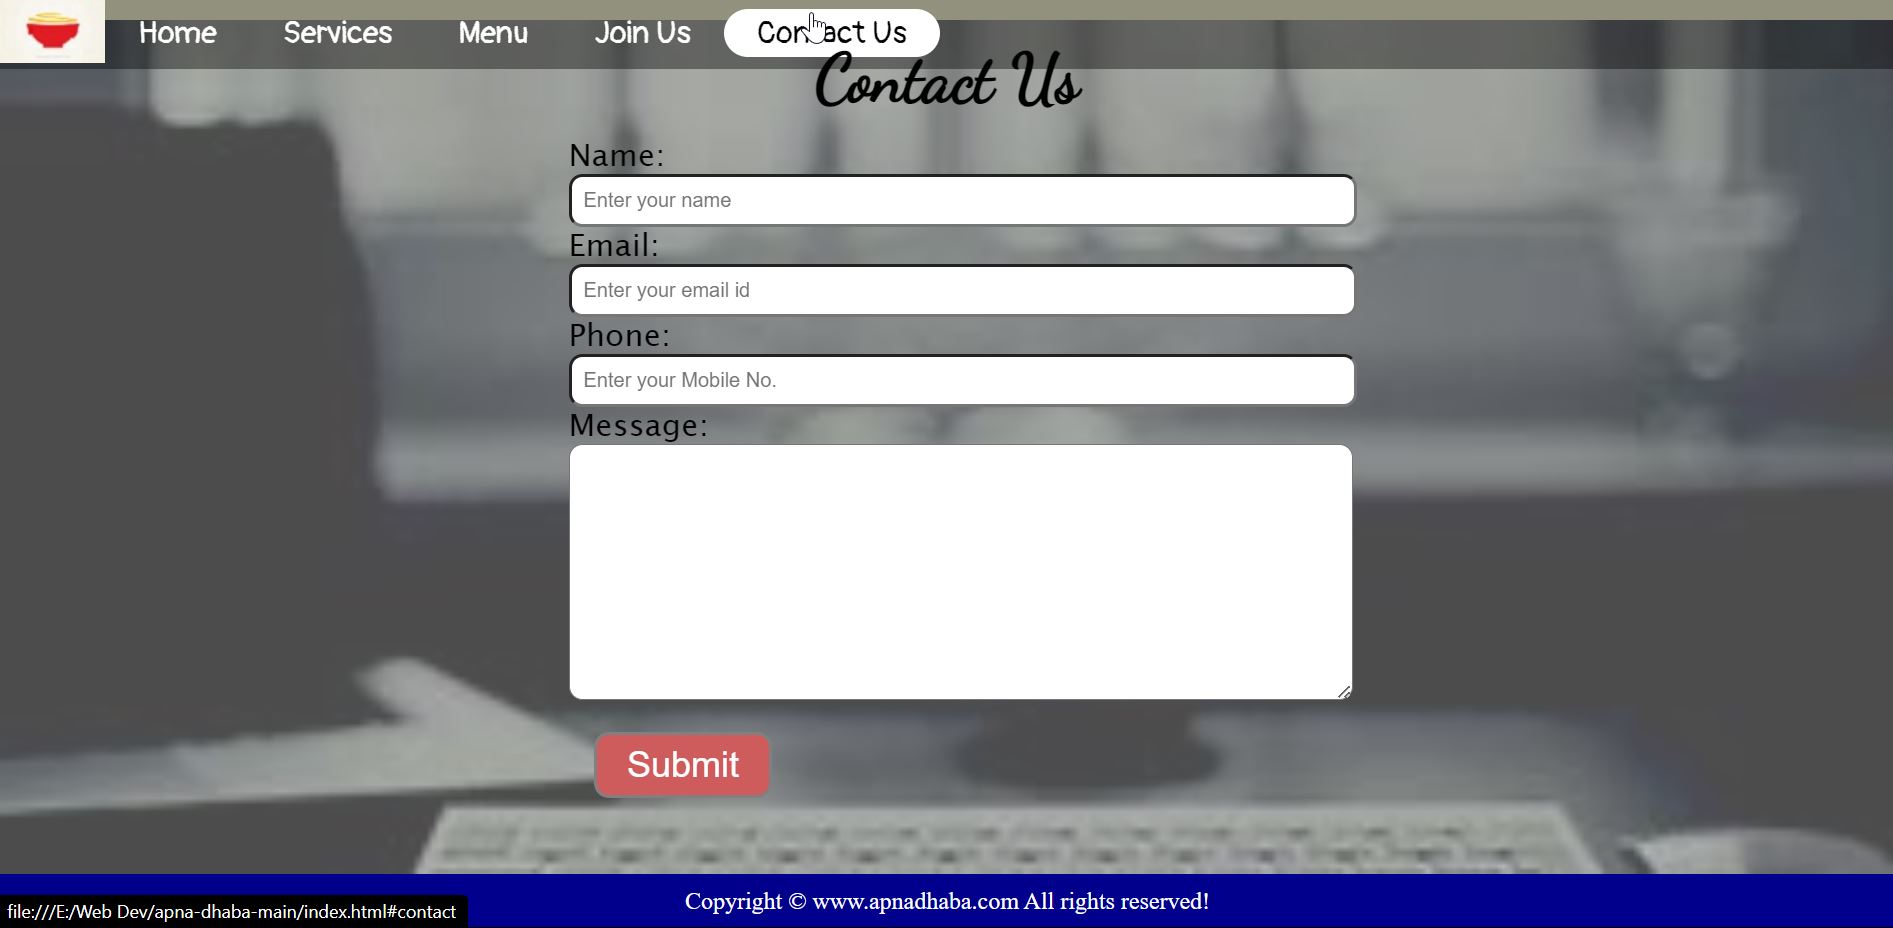 Home Services Menu Join Us Contact Us
Contact Us
Name:
Enter your name
Email:
Enter your email id
Phone:
Enter your Mobile No.
Message:
Submit
Copyright © www.apnadhaba.com All rights reserved!
file:///E:/Web Dev/apna-dhaba-main/index.html#contact